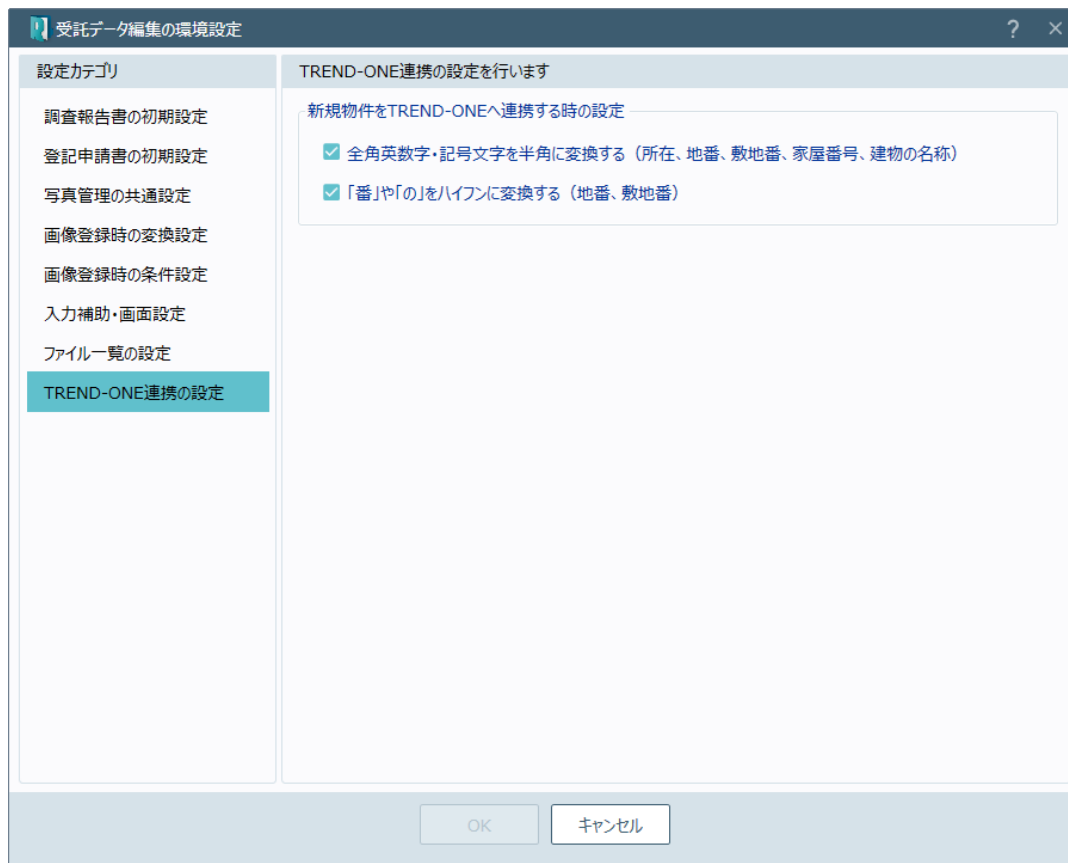 受託データ編集の環境設定
?
×
設定カテゴリ
調査報告書の初期設定
登記申請書の初期設定
写真管理の共通設定
画像登録時の変換設定
画像登録時の条件設定
入力補助・画面設定
ファイル一覧の設定
TREND-ONE連携の設定
TREND-ONE連携の設定を行います
新規物件をTREND-ONEへ連携する時の設定
全角英数字・記号文字を半角に変換する（所在、地番、敷地番、家屋番号、建物の名称）
「番」や「の」をハイフンに変換する（地番、敷地番）
OK
キャンセル